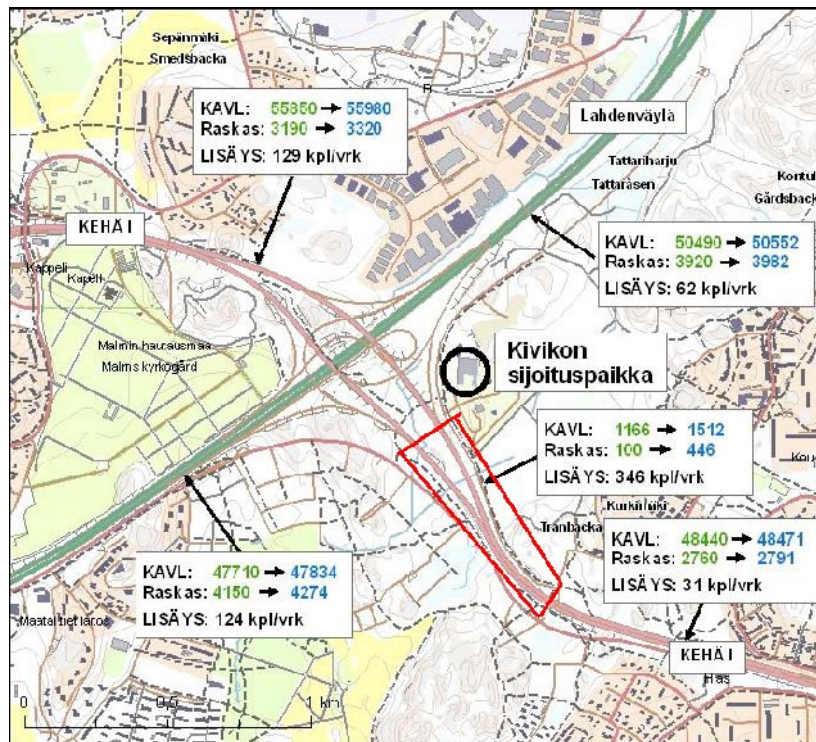 Sepänmäki
Smedsbacka
KAVL: 55850 → 55980
Raskas: 3190 → 3320
LISÄYS: 129 kpl/vrk
Lahdenväylä
Tattariharju
Tattaråsen
Gårdsbac
KEHÄ I
KAVL: 50490 → 50552
Raskas: 3920 → 3982
LISÄYS: 62 kpl/vrk
Kappeli
Kapell
Malmin hautausmaa
Malms kyrkogård
Kivikon
sijoituspaikka
KAVL: 1166 → 1512
Raskas: 100 → 446
LISÄYS: 346 kpl/vrk
Kurkimäki
Tranbacka
KAVL: 48440 → 48471
Raskas: 2760 → 2791
LISÄYS: 31 kpl/vrk
KAVL: 47710 → 47834
Raskas: 4150 → 4274
LISÄYS: 124 kpl/vrk
KEHÄ I
0 0,5 1 km